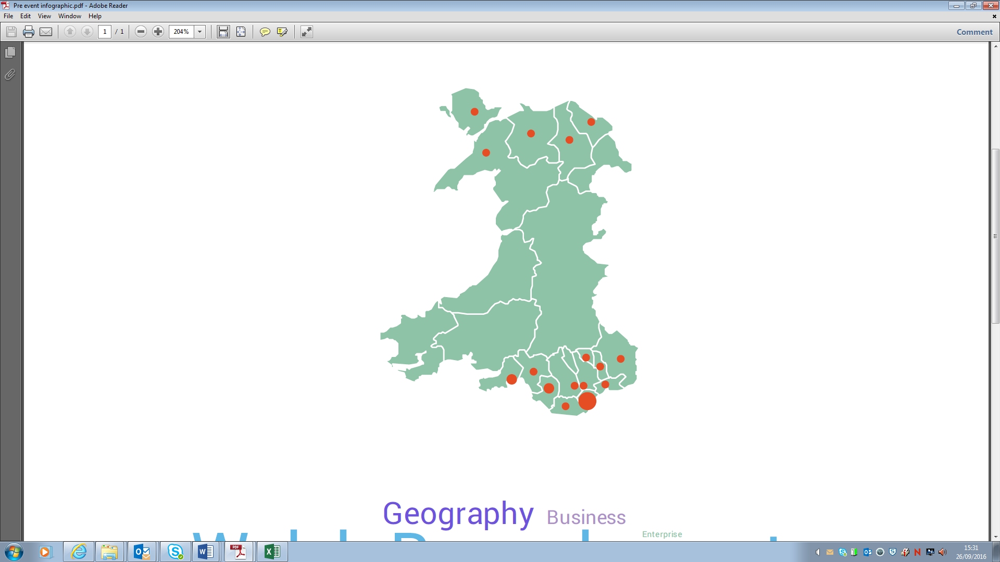 Pre event infographic.pdf - Adobe Reader
File Edit View Window Help
1 / 1 204% Comment
Geography Business
Enterprise
15:31
26/09/2016